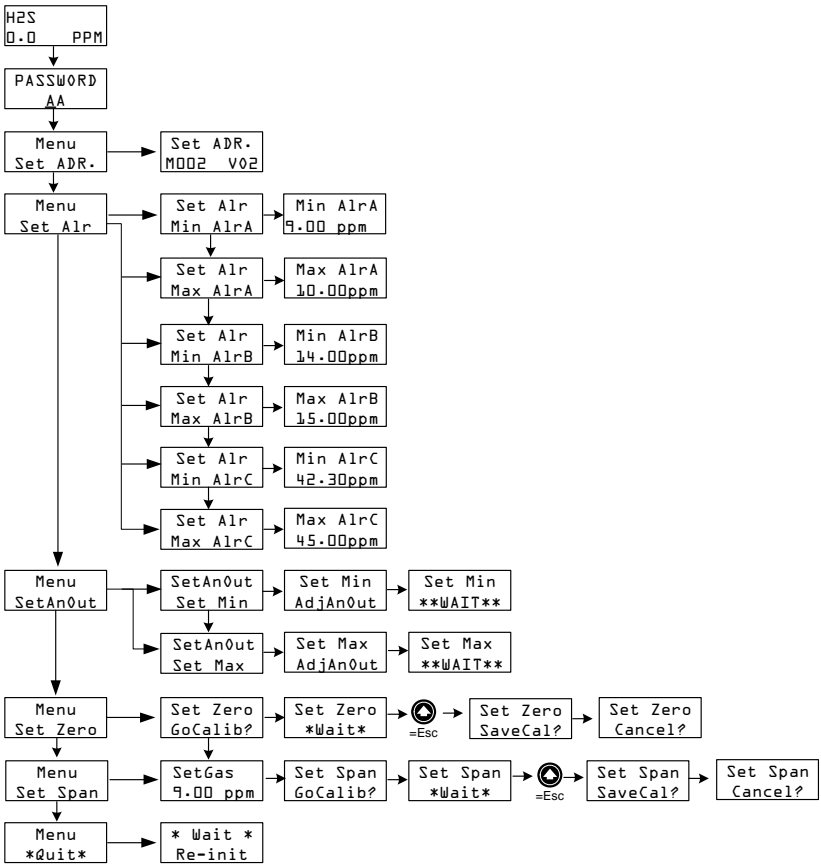 H2S
0.0 PPM
PASSWORD
AA
Menu
Set ADR.
Set ADR.
M002 V02
Menu
Set Alr
Set Alr
Min AlrA
Min AlrA
9.00 ppm
Set Alr
Max AlrA
Max AlrA
10.00ppm
Set Alr
Min AlrB
Min AlrB
14.00ppm
Set Alr
Max AlrB
Max AlrB
15.00ppm
Set Alr
Min AlrC
Min AlrC
42.30ppm
Set Alr
Max AlrC
Max AlrC
45.00ppm
Menu
SetAnOut
SetAnOut
Set Min
Set Min
AdjAnOut
Set Min
**WAIT**
SetAnOut
Set Max
Set Max
AdjAnOut
Set Max
**WAIT**
Menu
Set Zero
Set Zero
GoCalib?
Set Zero
*Wait*
=Esc
Set Zero
SaveCal?
Set Zero
Cancel?
Menu
Set Span
SetGas
9.00 ppm
Set Span
GoCalib?
Set Span
*Wait*
=Esc
Set Span
SaveCal?
Set Span
Cancel?
Menu
*Quit*
* Wait *
Re-init